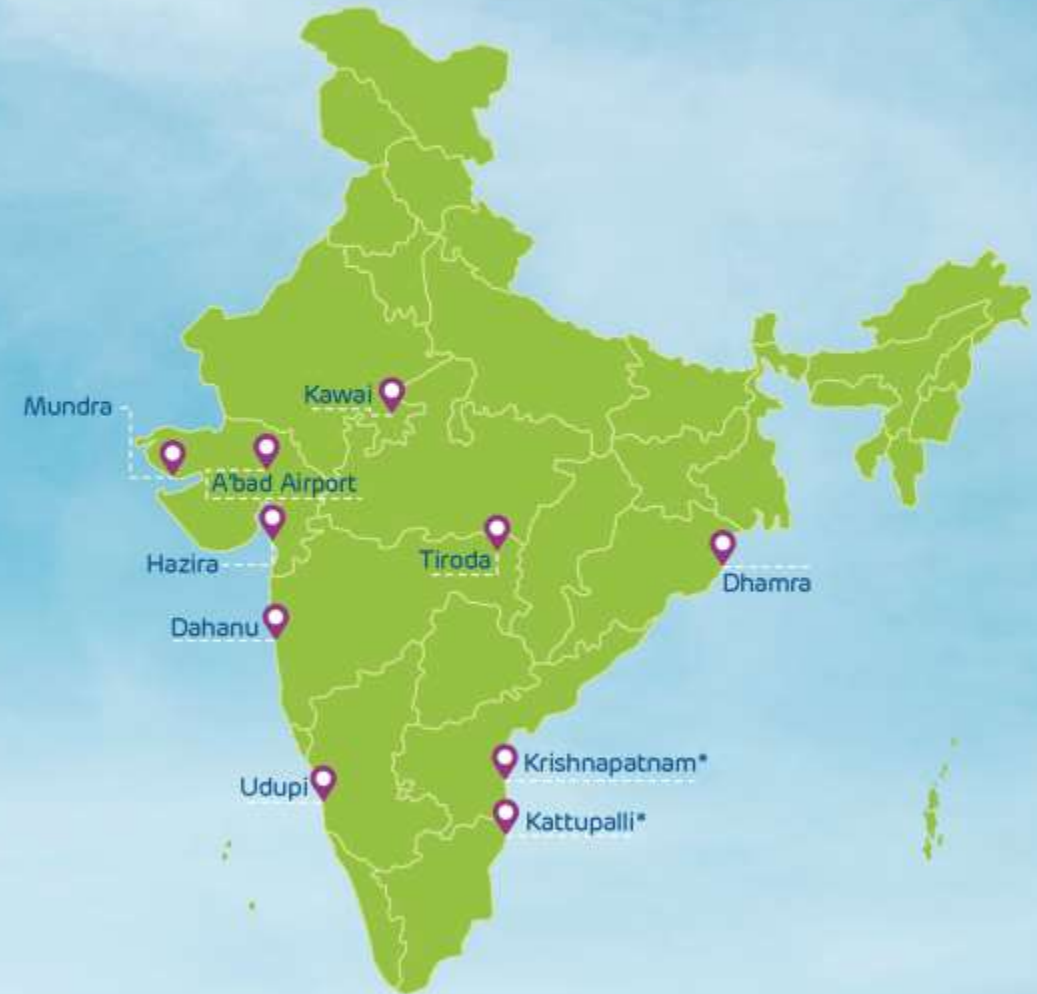 Kawai
Mundra
A'bad Airport
Hazira
Tiroda
Dhamra
Dahanu
Krishnapatnam*
Udupi
Kattupalli*